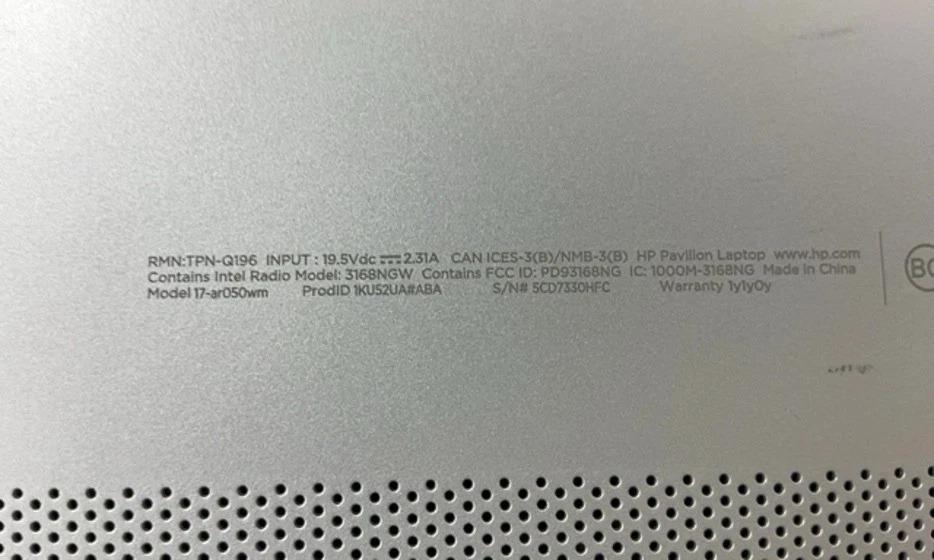 RMN:TPN-Q196 INPUT : 19.5Vdc ⎓ 2.31A CAN ICES-3(B)/NMB-3(B) HP Pavilion Laptop www.hp.com
Contains Intel Radio Model: 3168NGW Contains FCC ID: PD93168NG IC: 1000M-3168NG Made in China
Model 17-ar050wm ProdID 1KU52UA#ABA S/N# 5CD7330HFC Warranty 1y1y0y